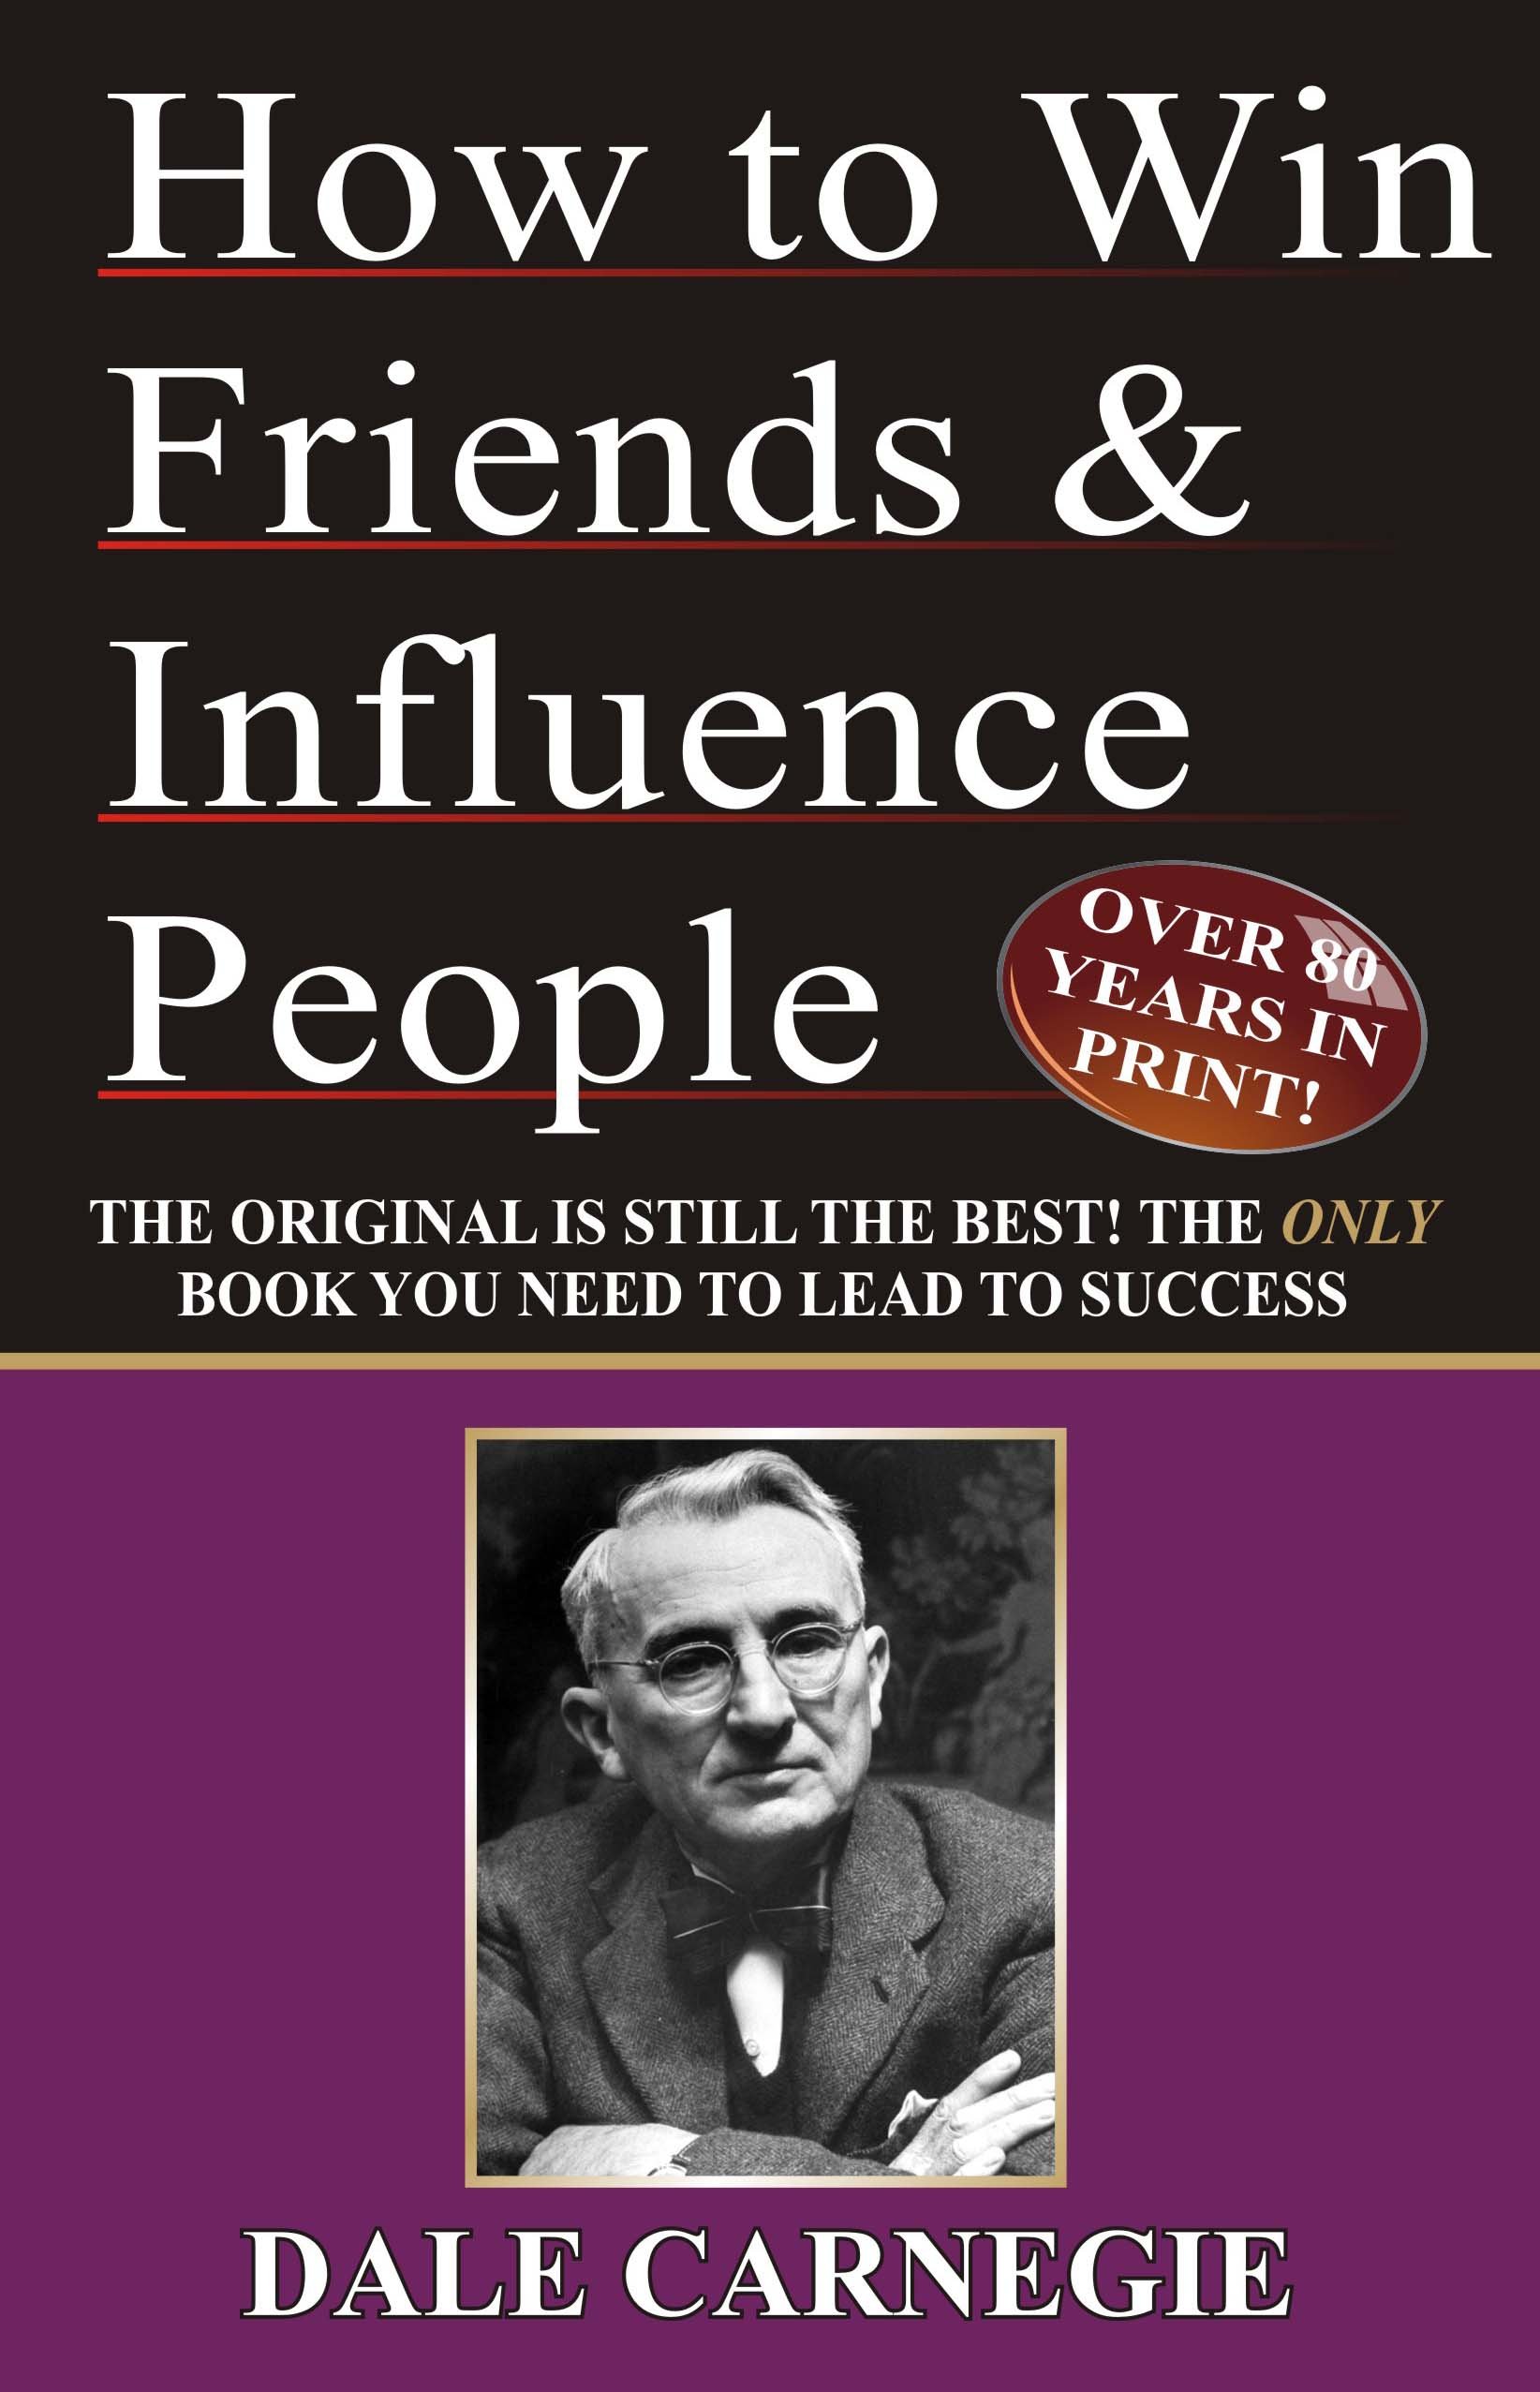 How to Win
Friends &
Influence
People
OVER 80
YEARS IN
PRINT!
THE ORIGINAL IS STILL THE BEST! THE ONLY
BOOK YOU NEED TO LEAD TO SUCCESS
DALE CARNEGIE